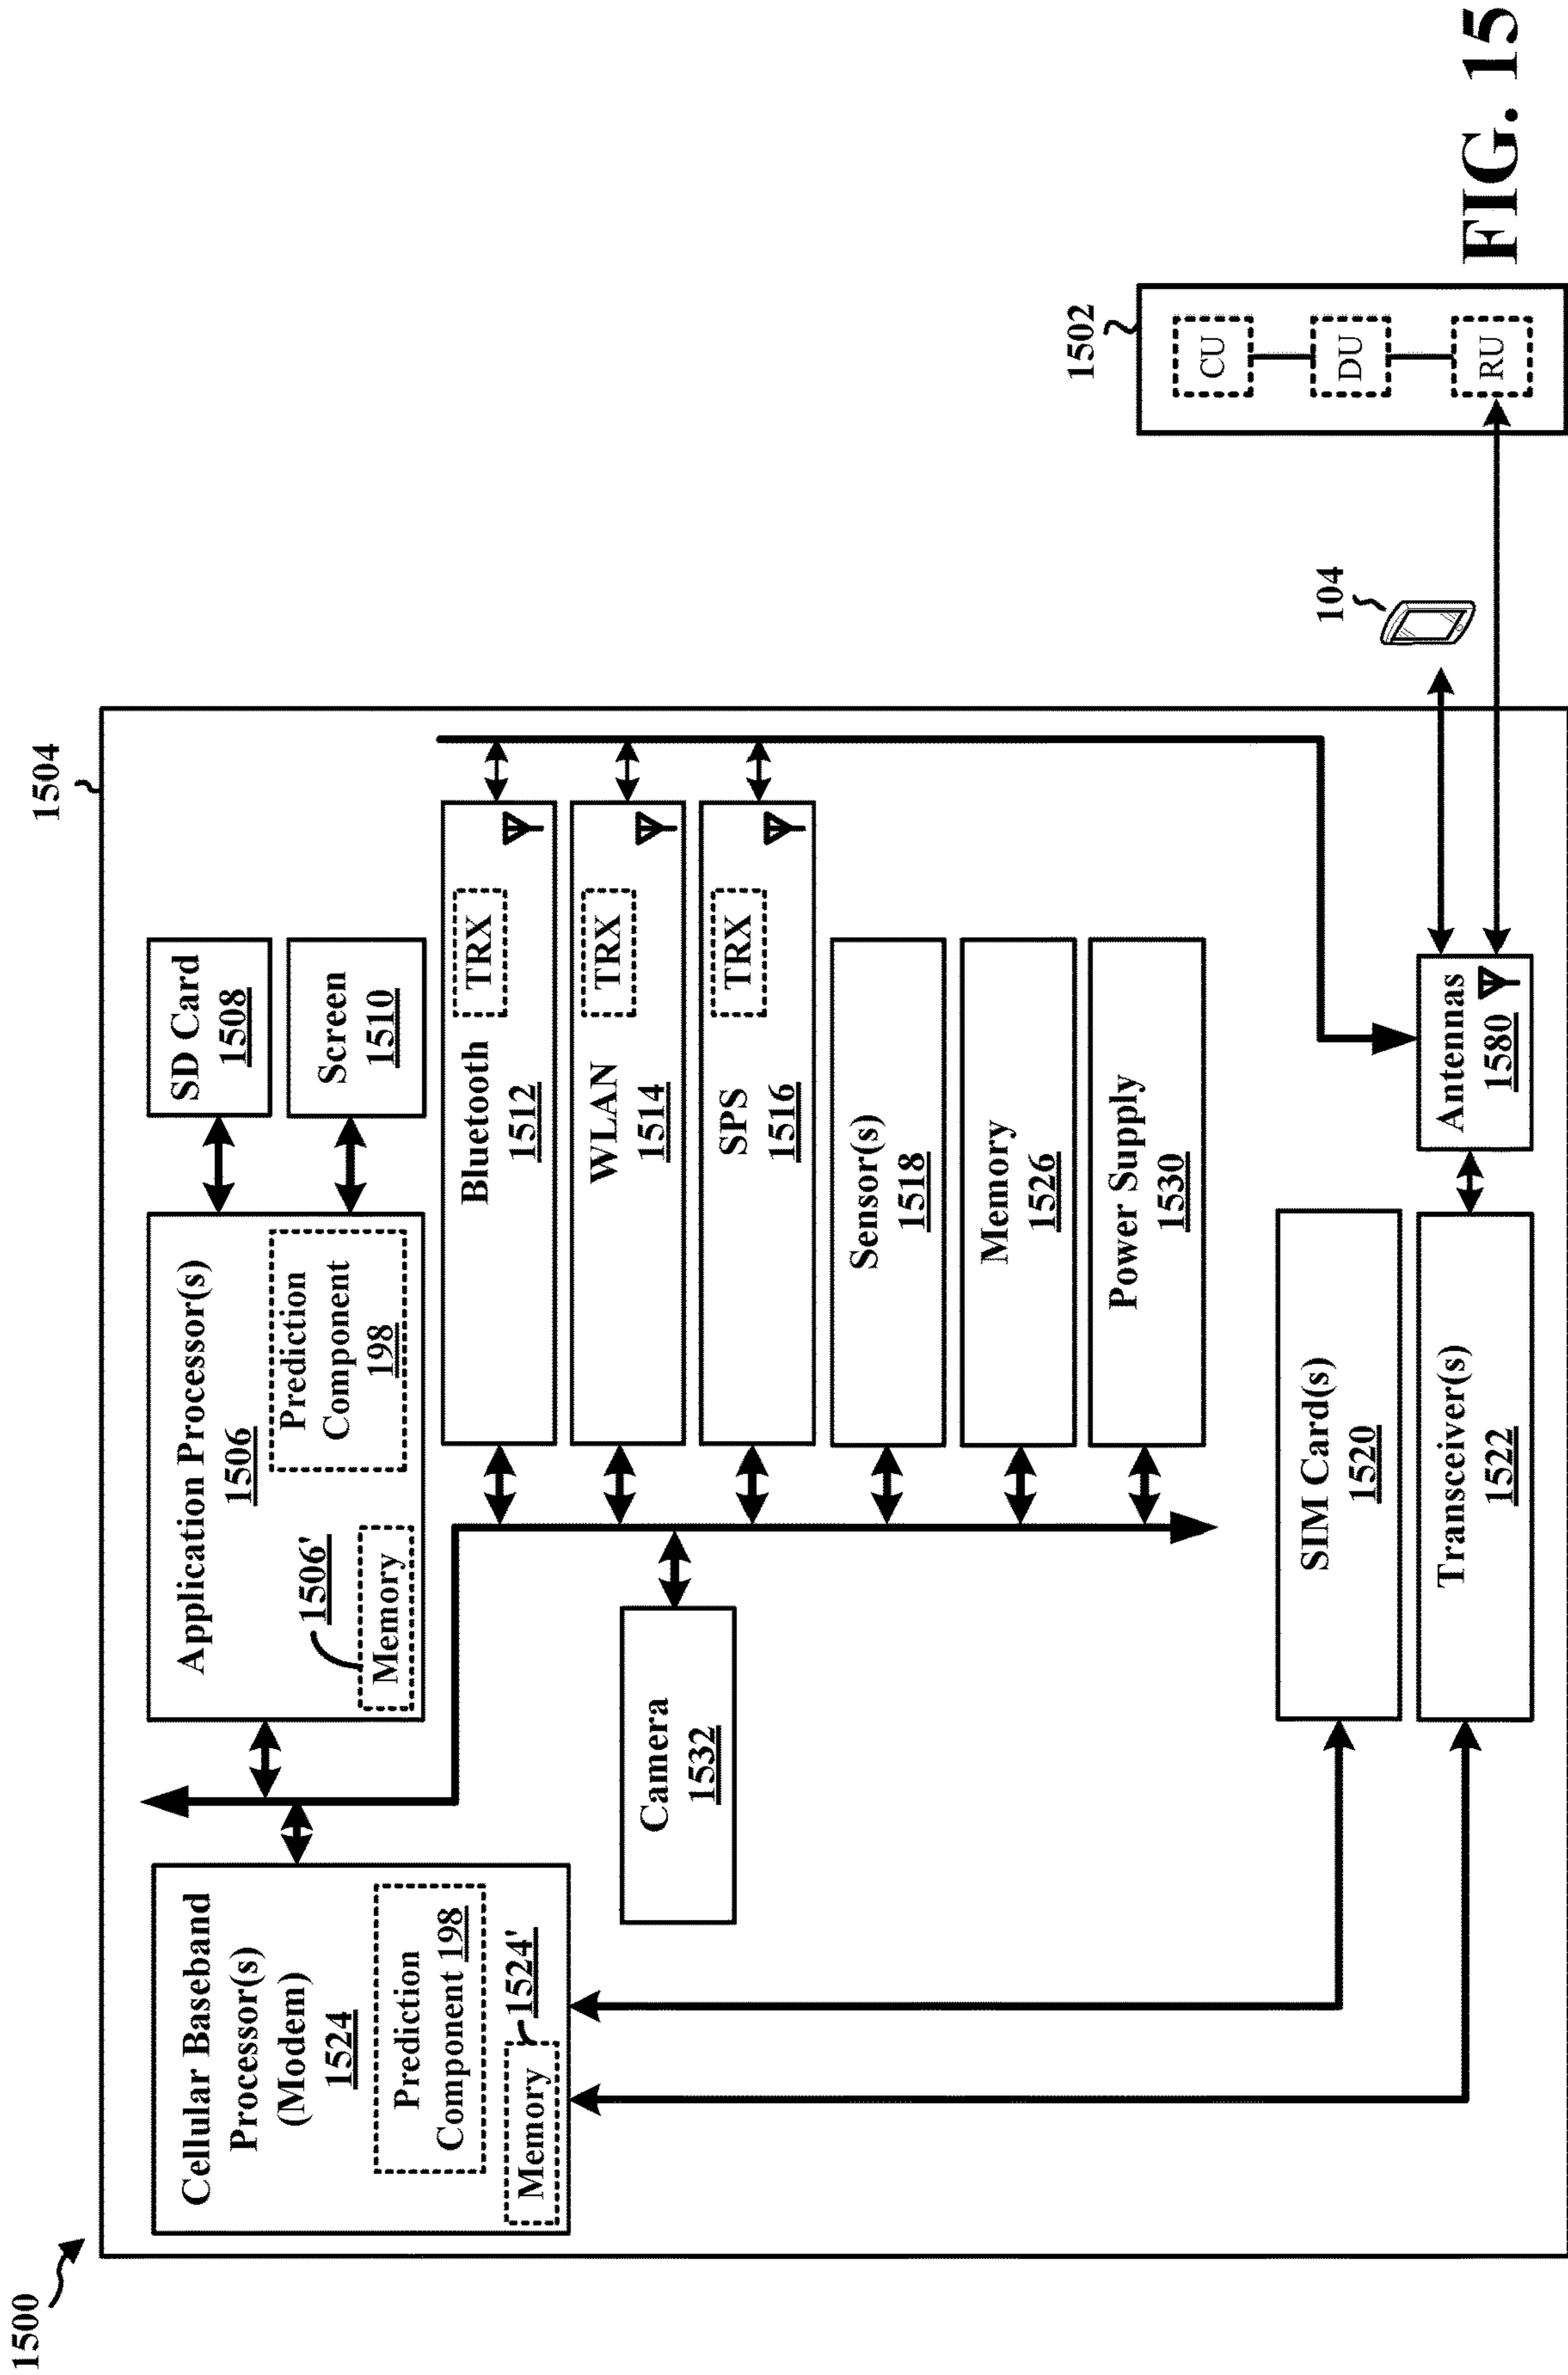 1500
1504
Cellular Baseband
Processor(s)
(Modem)
1524
Prediction
Component 198
Memory
1524'
Application Processor(s)
1506
Prediction
Component
198
1506'
Memory
SD Card
1508
Screen
1510
Bluetooth
1512
TRX
WLAN
1514
TRX
SPS
1516
TRX
Camera
1532
Sensor(s)
1518
Memory
1526
Power Supply
1530
SIM Card(s)
1520
Transceiver(s)
1522
Antennas
1580
104
1502
CU
DU
RU
FIG. 15